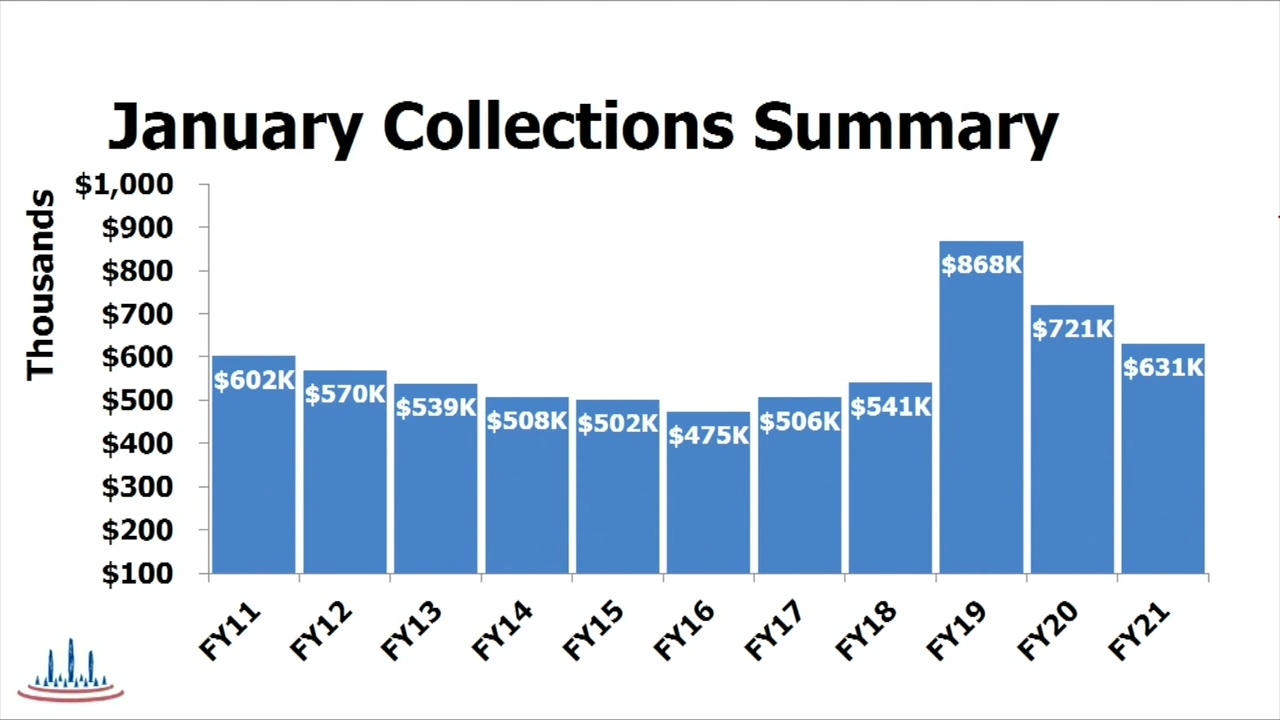 January Collections Summary
Thousands
$1,000
$900
$800
$700
$600
$500
$400
$300
$200
$100
$602K
$570K
$539K
$508K
$502K
$475K
$506K
$541K
$868K
$721K
$631K
FY11
FY12
FY13
FY14
FY15
FY16
FY17
FY18
FY19
FY20
FY21